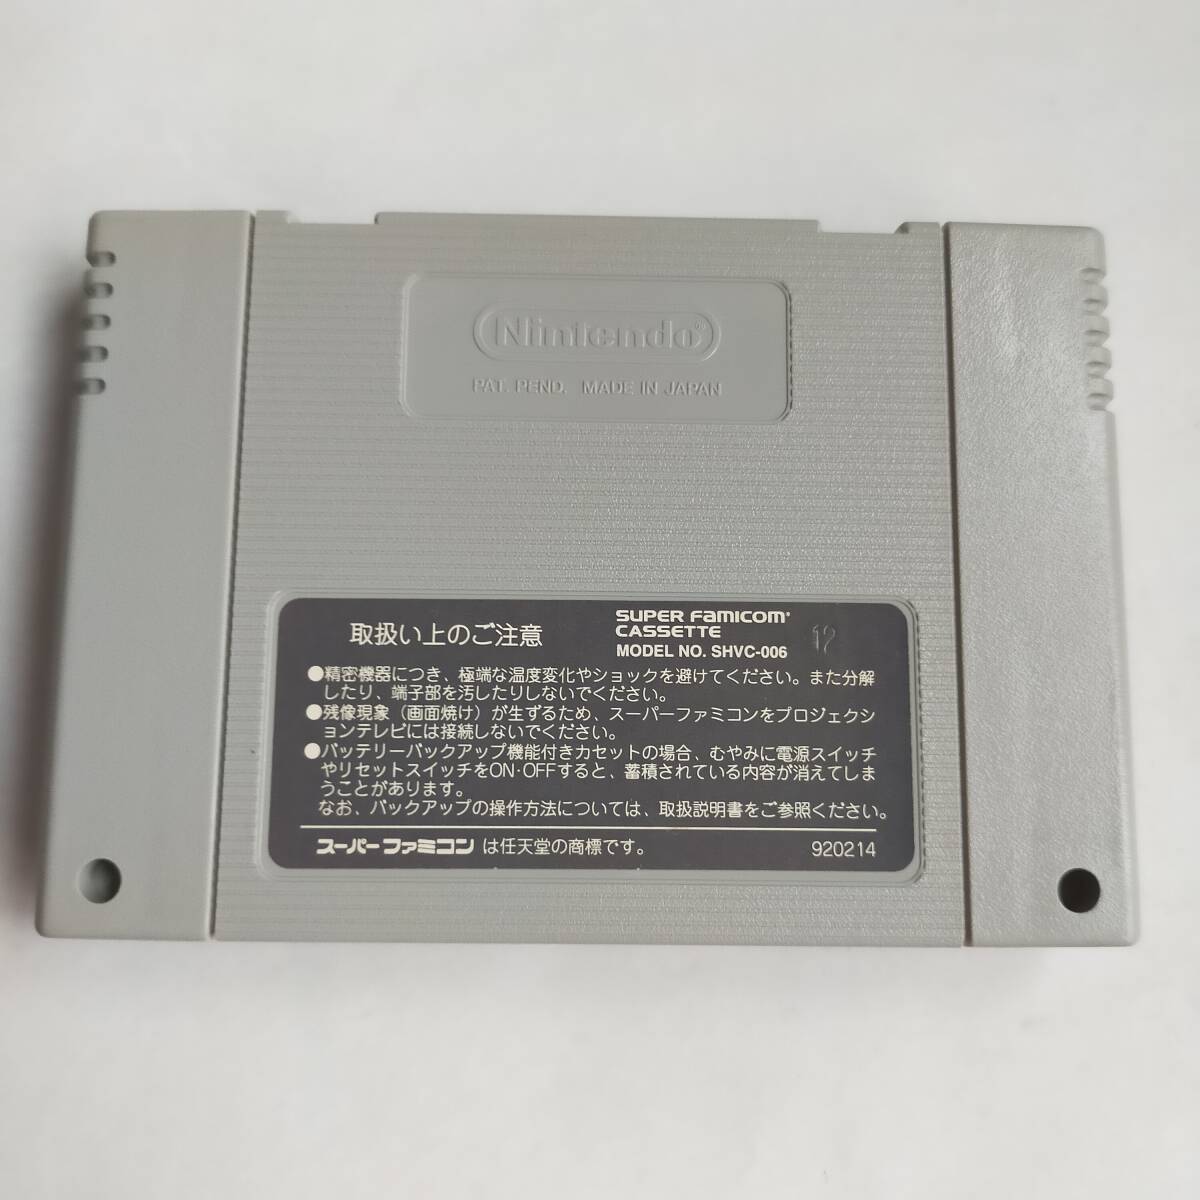 Nintendo®
PAT. PEND. MADE IN JAPAN
取扱い上のご注意
SUPER FAMICOM®
CASSETTE
MODEL NO. SHVC-006
12
●精密機器につき、極端な温度変化やショックを避けてください。また分解
したり、端子部を汚したりしないでください。
●残像現象（画面焼け）が生ずるため、スーパーファミコンをプロジェクシ
ョンテレビには接続しないでください。
●バッテリーバックアップ機能付きカセットの場合、むやみに電源スイッチ
やリセットスイッチをON・OFFすると、蓄積されている内容が消えてしま
うことがあります。
なお、バックアップの操作方法については、取扱説明書をご参照ください。
スーパーファミコン は任天堂の商標です。
920214